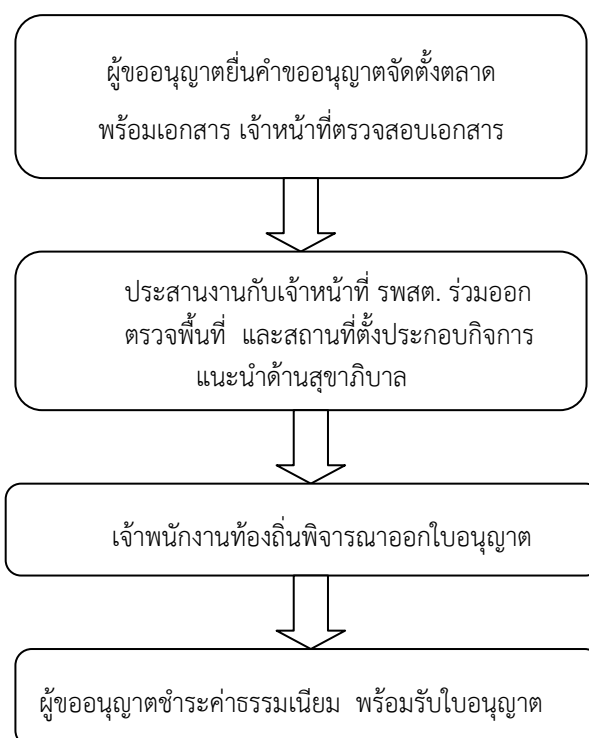 ผู้ขออนุญาตยื่นคำขออนุญาตจัดตั้งตลาด
พร้อมเอกสาร เจ้าหน้าที่ตรวจสอบเอกสาร
ประสานงานกับเจ้าหน้าที่ รพสต. ร่วมออก
ตรวจพื้นที่ และสถานที่ตั้งประกอบกิจการ
แนะนำด้านสุขาภิบาล
เจ้าพนักงานท้องถิ่นพิจารณาออกใบอนุญาต
ผู้ขออนุญาตชำระค่าธรรมเนียม พร้อมรับใบอนุญาต